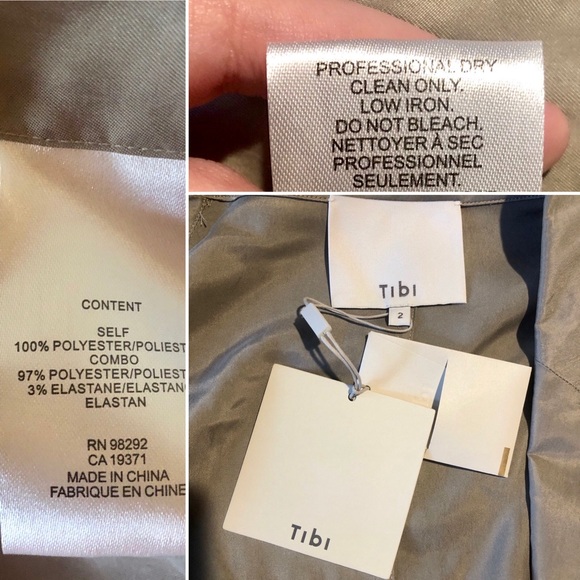 PROFESSIONAL DRY
CLEAN ONLY.
LOW IRON.
DO NOT BLEACH.
NETTOYER À SEC
PROFESSIONNEL
SEULEMENT.
CONTENT
SELF
100% POLYESTER/POLIEST
COMBO
97% POLYESTER/POLIEST
3% ELASTANE/ELASTAN
ELASTAN
RN 98292
CA 19371
MADE IN CHINA
FABRIQUE EN CHINE
TIbI
2
TIbI